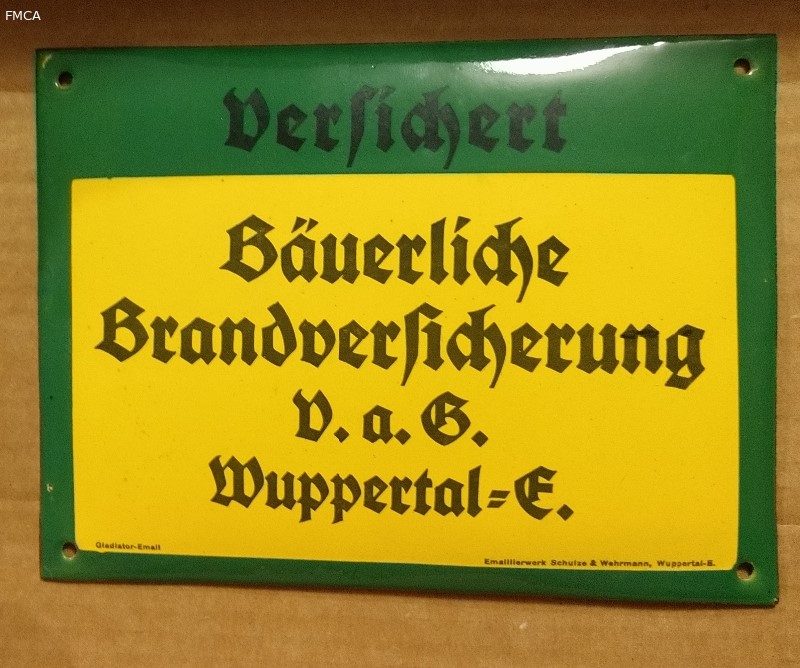 FMCA
Versichert
Bäuerliche
Brandversicherung
V. a. G.
Wuppertal=E.
Gladiator-Email
Emaillierwerk Schulze & Wehrmann, Wuppertal-E.